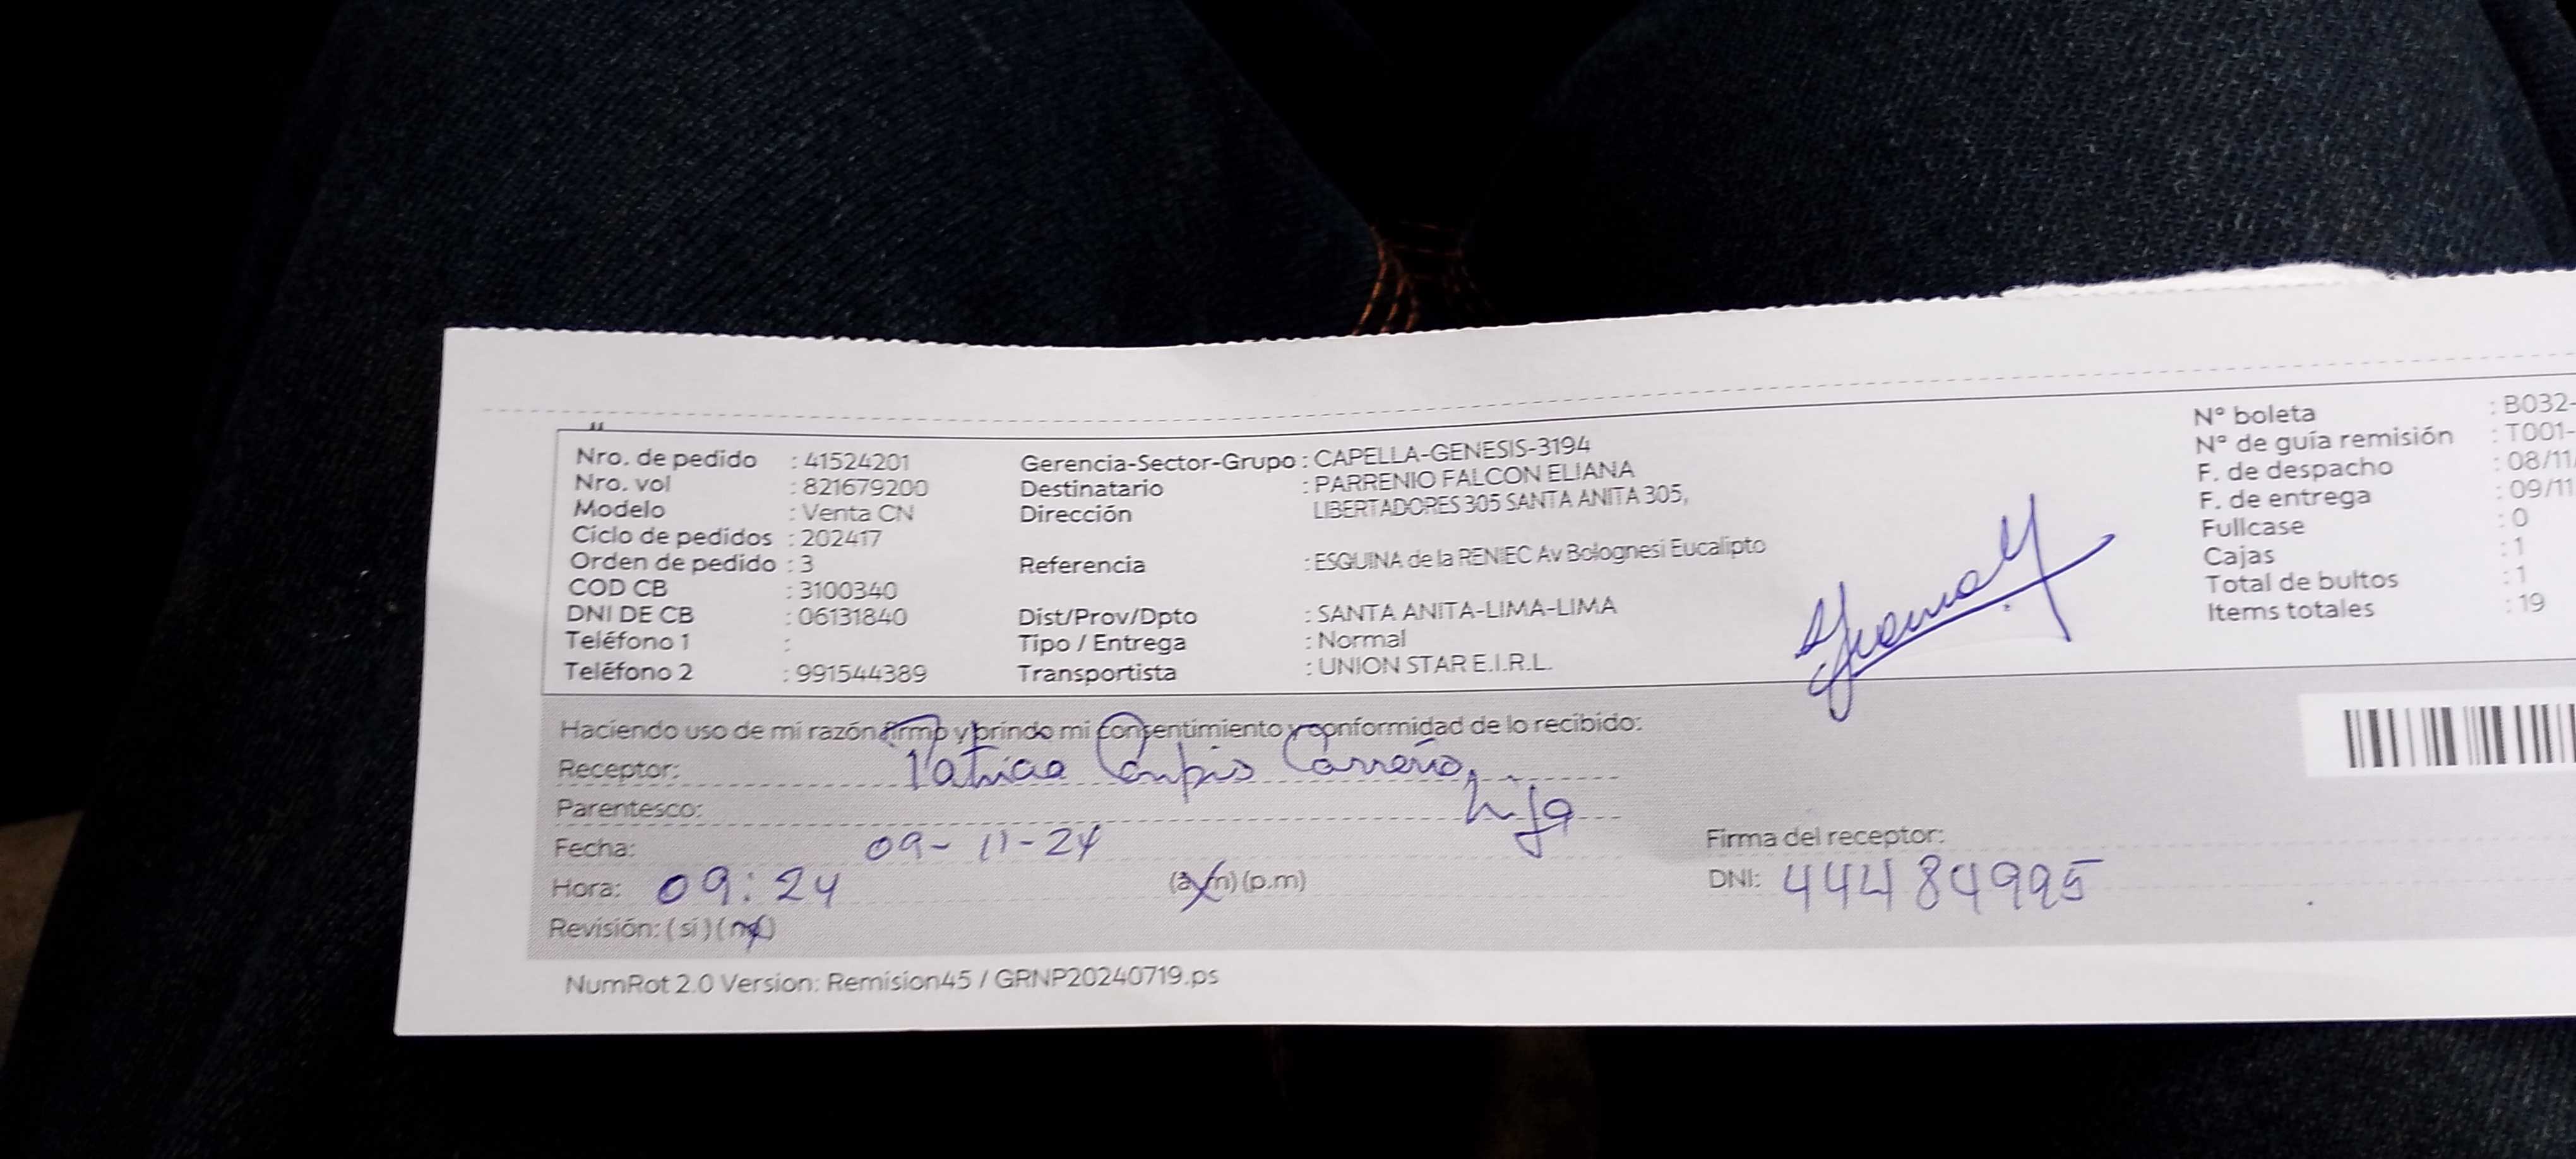 Nro. de pedido : 41524201
Nro. vol : 821679200
Modelo : Venta CN
Ciclo de pedidos : 202417
Orden de pedido : 3
COD CB : 3100340
DNI DE CB : 06131840
Teléfono 1 :
Teléfono 2 : 991544389
Gerencia-Sector-Grupo : CAPELLA-GENESIS-3194
Destinatario : PARRENIO FALCON ELIANA
Dirección LIBERTADORES 305 SANTA ANITA 305,
Referencia : ESQUINA de la RENIEC Av Bolognesi Eucalipto
Dist/Prov/Dpto : SANTA ANITA-LIMA-LIMA
Tipo / Entrega : Normal
Transportista : UNION STAR E.I.R.L.
N° boleta : B032-
N° de guía remisión : T001-
F. de despacho : 08/11/
F. de entrega : 09/11
Fullcase : 0
Cajas : 1
Total de bultos : 1
Items totales : 19
Haciendo uso de mi razón firmo y brindo mi consentimiento y conformidad de lo recibido:
Receptor: Patricia Carreño
Parentesco: hija
Fecha: 09-11-24
Hora: 09:24 (a.m) (p.m)
Revisión: (si) (no)
Firma del receptor:
DNI: 44484995
NumRot 2.0 Version: Remision45 / GRNP20240719.ps